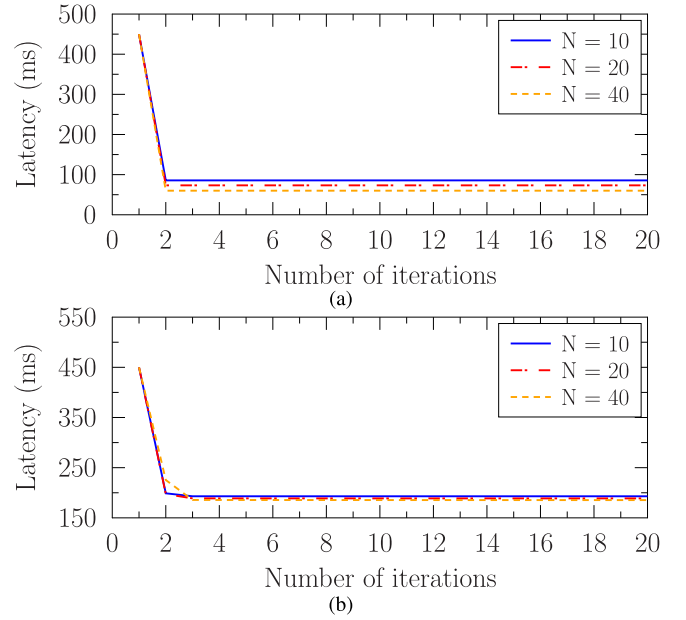 500
400
300
200
100
0
Latency (ms)
N = 10
N = 20
N = 40
0 2 4 6 8 10 12 14 16 18 20
Number of iterations
(a)
550
450
350
250
150
Latency (ms)
N = 10
N = 20
N = 40
0 2 4 6 8 10 12 14 16 18 20
Number of iterations
(b)